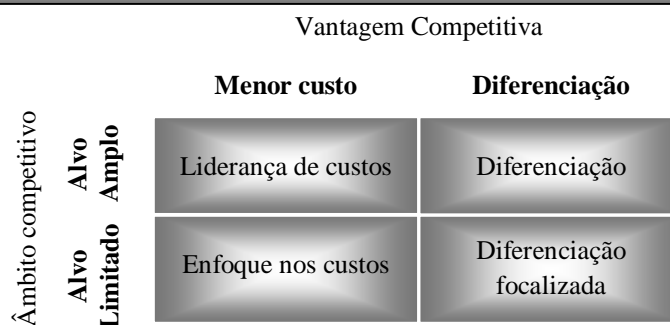 Vantagem Competitiva
Menor custo Diferenciação
Âmbito competitivo
Alvo
Amplo
Liderança de custos Diferenciação
Alvo
Limitado
Enfoque nos custos
Diferenciação
focalizada